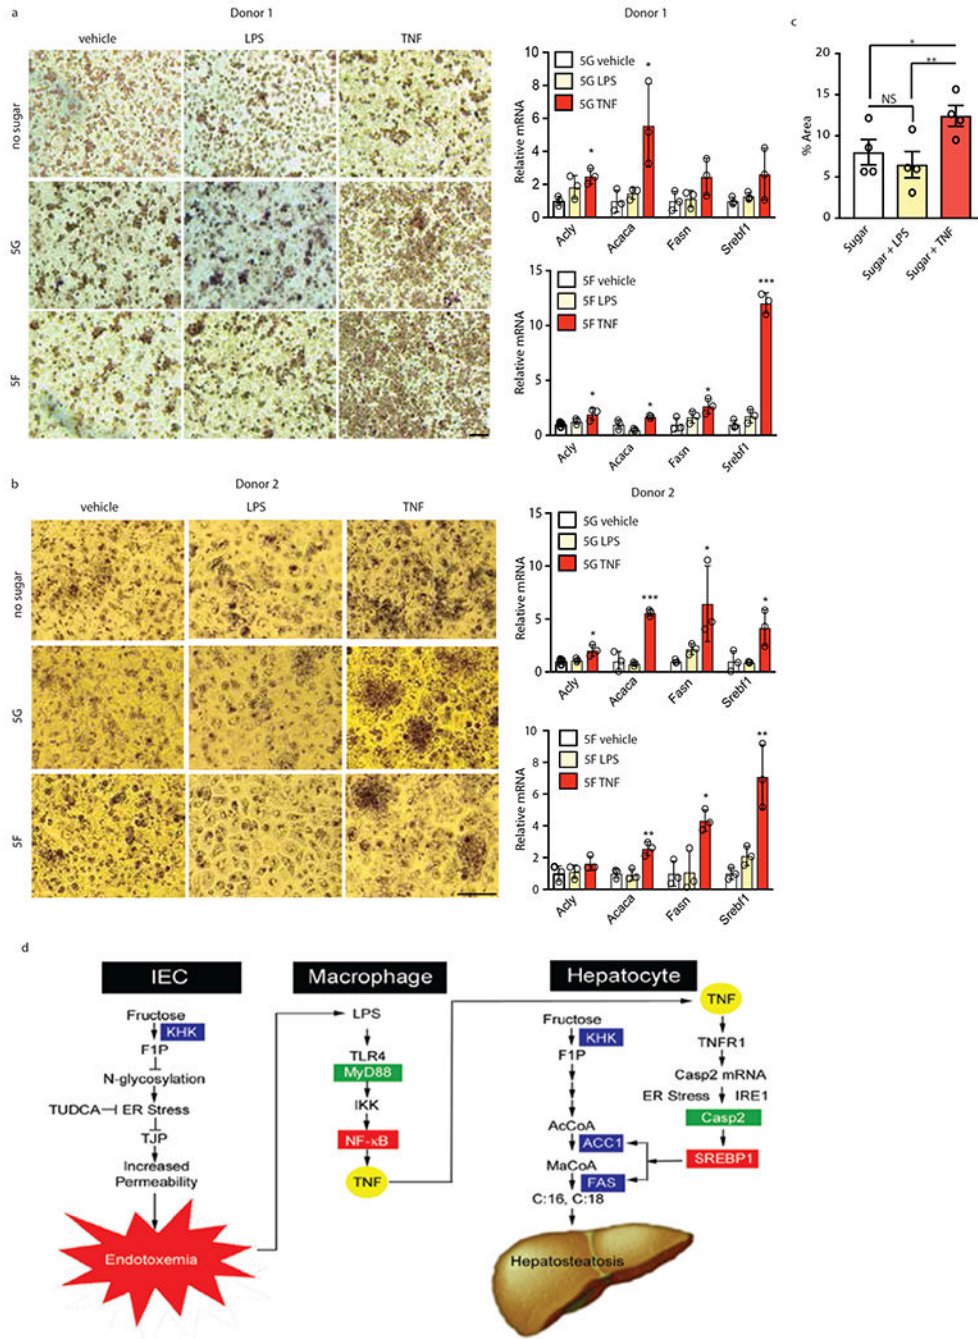 a
Donor 1
vehicle LPS TNF
no sugar
5G
5F
Donor 1
Relative mRNA
10
8
6
4
2
0
5G vehicle
5G LPS
5G TNF
*
*
Acly Acaca Fasn Srebf1
Relative mRNA
15
10
5
0
5F vehicle
5F LPS
5F TNF
*
*
*
***
Acly Acaca Fasn Srebf1
c
% Area
20
15
10
5
0
*
**
NS
Sugar Sugar + LPS Sugar + TNF
b
Donor 2
vehicle LPS TNF
no sugar
5G
5F
Donor 2
Relative mRNA
15
10
5
0
5G vehicle
5G LPS
5G TNF
*
***
*
*
Acly Acaca Fasn Srebf1
Relative mRNA
10
8
6
4
2
0
5F vehicle
5F LPS
5F TNF
**
*
**
Acly Acaca Fasn Srebf1
d
IEC
Fructose
KHK
F1P
N-glycosylation
TUDCA ER Stress
TJP
Increased
Permeability
Endotoxemia
Macrophage
LPS
TLR4
MyD88
IKK
NF-κB
TNF
Hepatocyte
Fructose
KHK
F1P
AcCoA
ACC1
MaCoA
FAS
C:16, C:18
Hepatosteatosis
TNF
TNFR1
Casp2 mRNA
ER Stress IRE1
Casp2
SREBP1